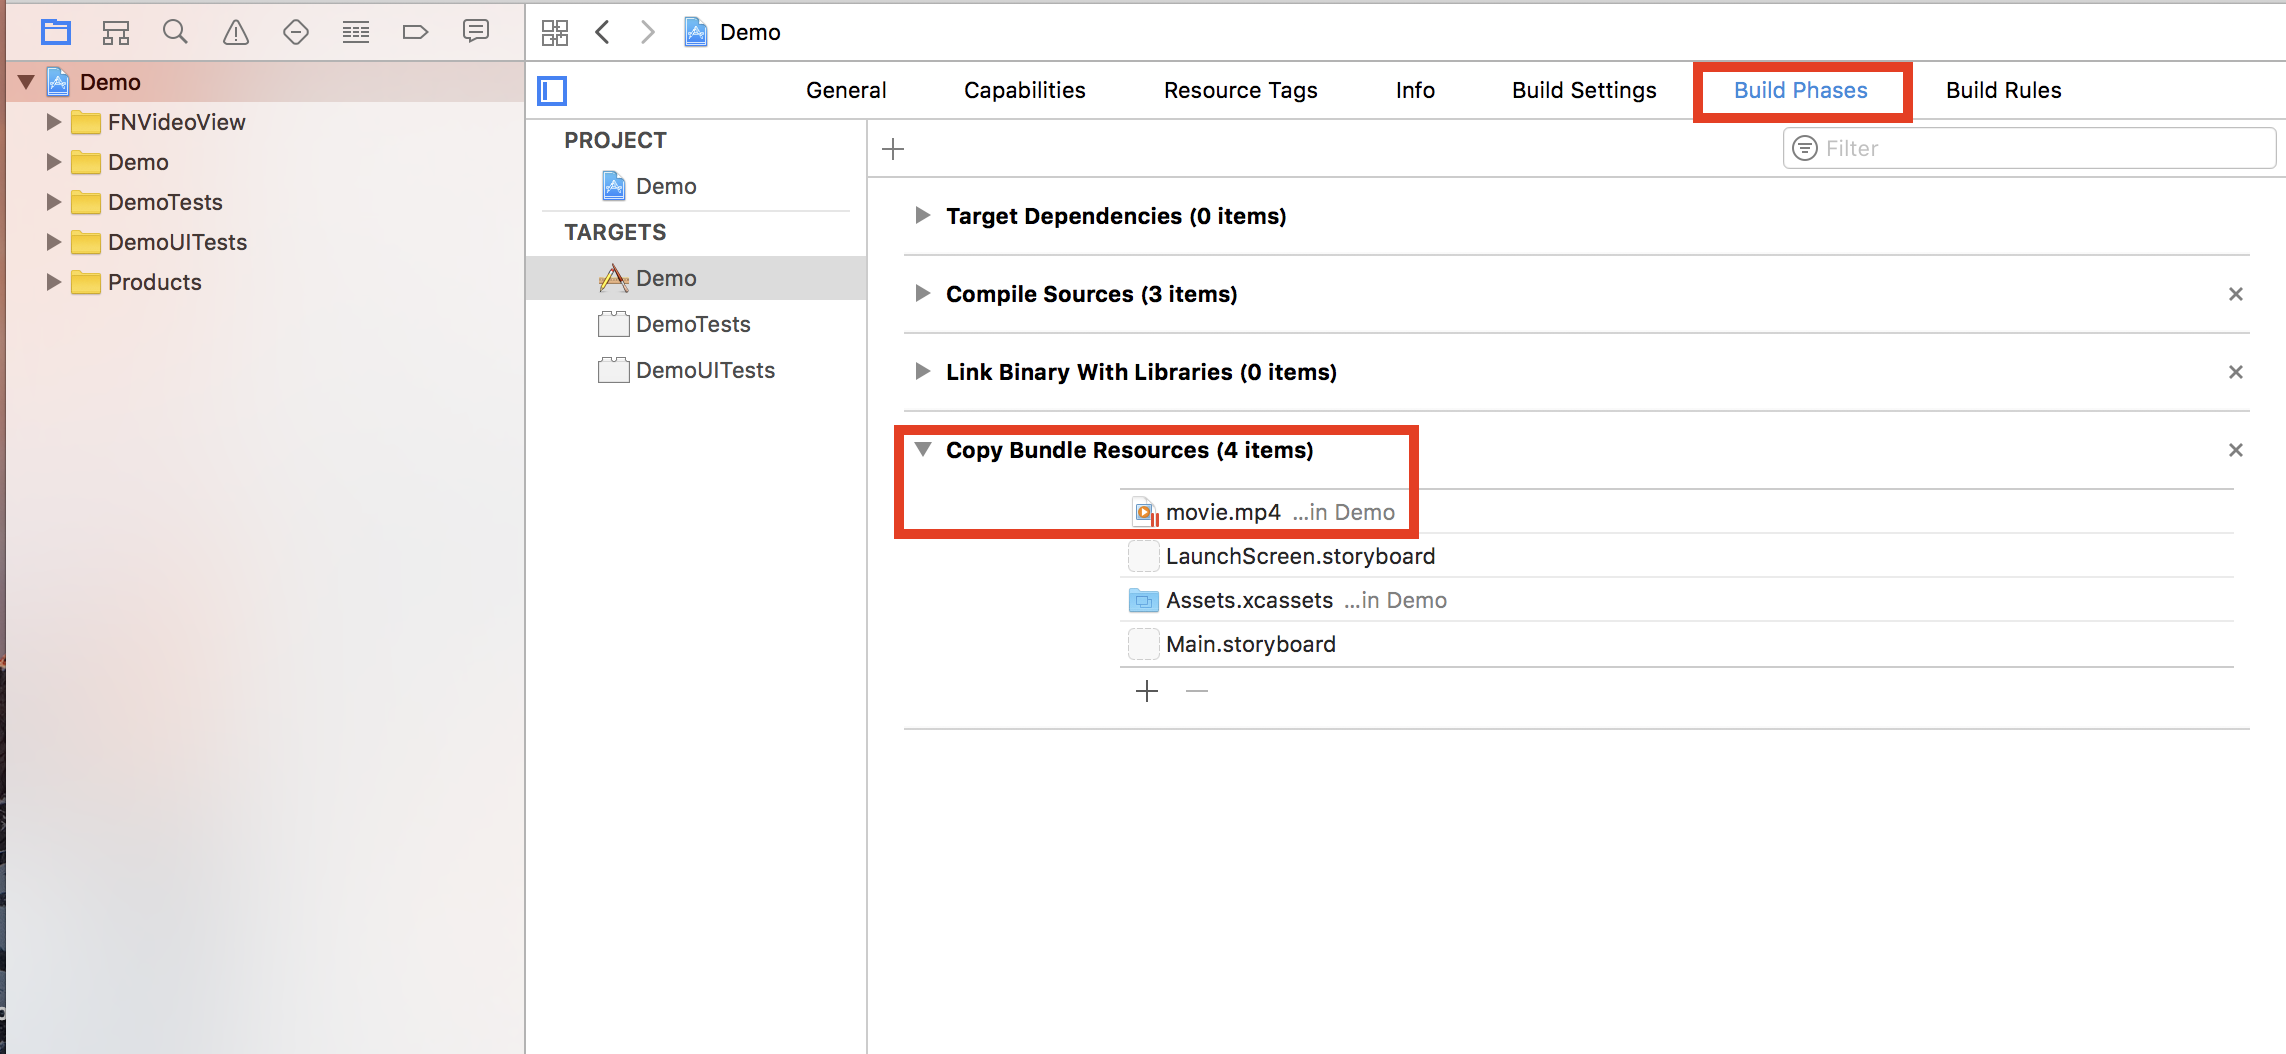 Demo
Demo
FNVideoView
Demo
DemoTests
DemoUITests
Products
General Capabilities Resource Tags Info Build Settings Build Phases Build Rules
PROJECT
Demo
TARGETS
Demo
DemoTests
DemoUITests
Filter
Target Dependencies (0 items)
Compile Sources (3 items)
Link Binary With Libraries (0 items)
Copy Bundle Resources (4 items)
movie.mp4 ...in Demo
LaunchScreen.storyboard
Assets.xcassets ...in Demo
Main.storyboard